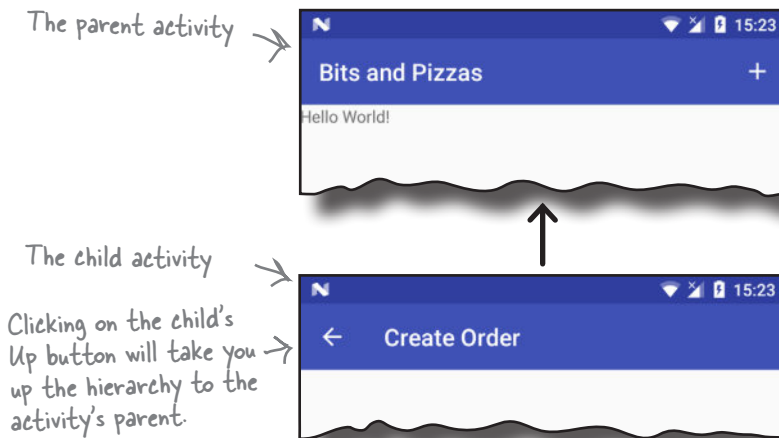 The parent activity
15:23
Bits and Pizzas
+
Hello World!
The child activity
15:23
Create Order
Clicking on the child's
Up button will take you
up the hierarchy to the
activity's parent.